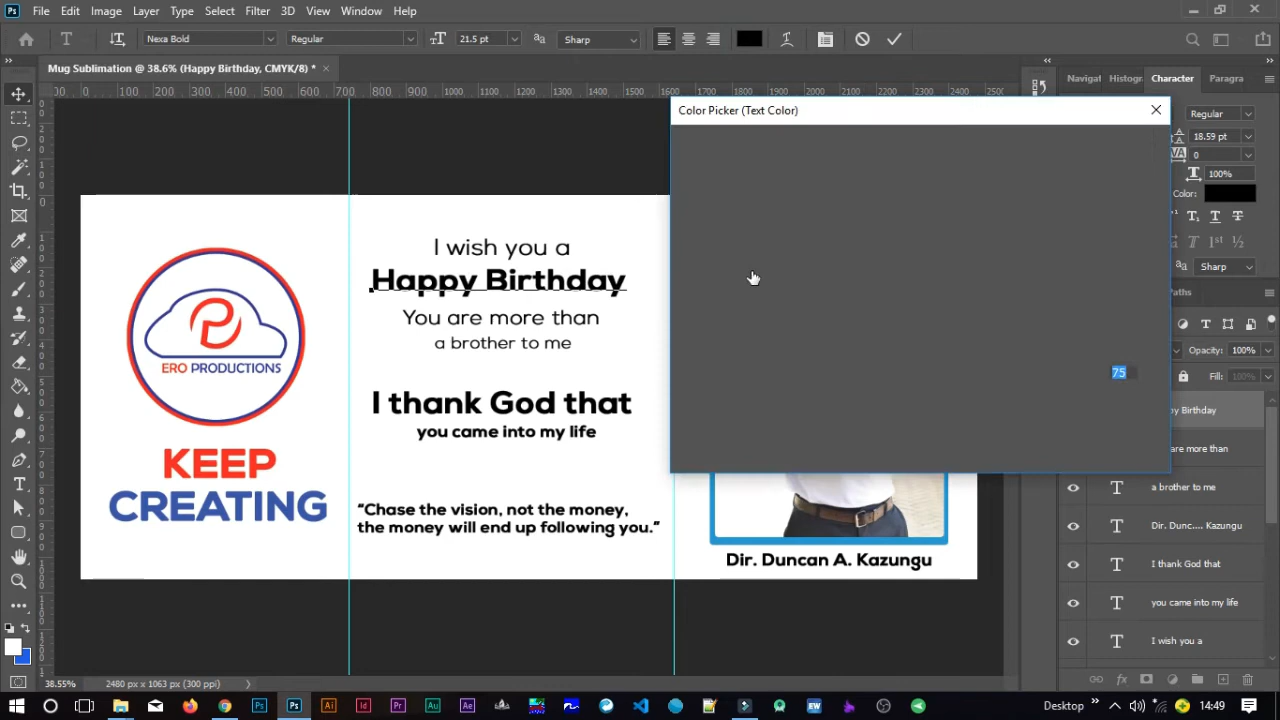 File Edit Image Layer Type Select Filter 3D View Window Help
Nexa Bold Regular 21.5 pt Sharp
Mug Sublimation @ 38.6% (Happy Birthday, CMYK/8) *
Navigat Histogr Character Paragra
Color Picker (Text Color)
Regular
18.59 pt
0
100%
Color:
Sharp
Paths
Opacity: 100%
Fill: 100%
75
I wish you a
Happy Birthday
You are more than
a brother to me
I thank God that
you came into my life
“Chase the vision, not the money,
the money will end up following you.”
ERO PRODUCTIONS
KEEP
CREATING
Dir. Duncan A. Kazungu
py Birthday
are more than
a brother to me
Dir. Dunc.... Kazungu
I thank God that
you came into my life
I wish you a
38.55% 2480 px x 1063 px (300 ppi)
Desktop 14:49